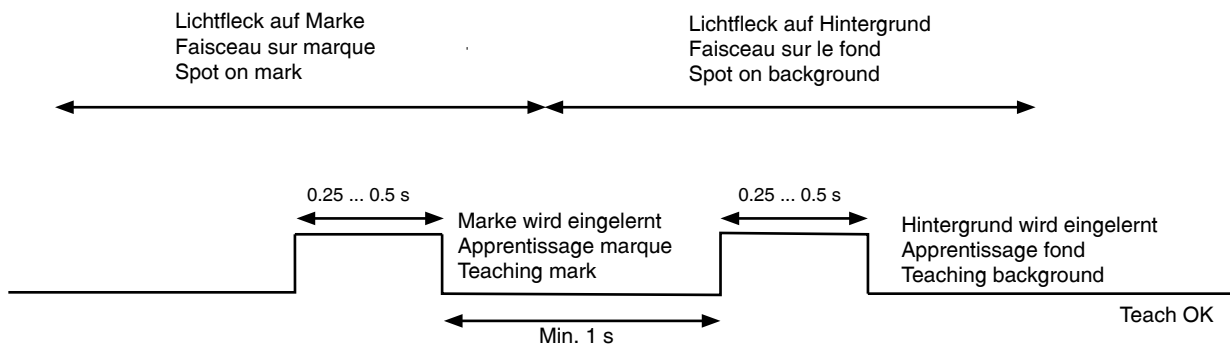 Lichtfleck auf Marke
Faisceau sur marque
Spot on mark
Lichtfleck auf Hintergrund
Faisceau sur le fond
Spot on background
0.25 ... 0.5 s
Marke wird eingelernt
Apprentissage marque
Teaching mark
0.25 ... 0.5 s
Hintergrund wird eingelernt
Apprentissage fond
Teaching background
Min. 1 s
Teach OK